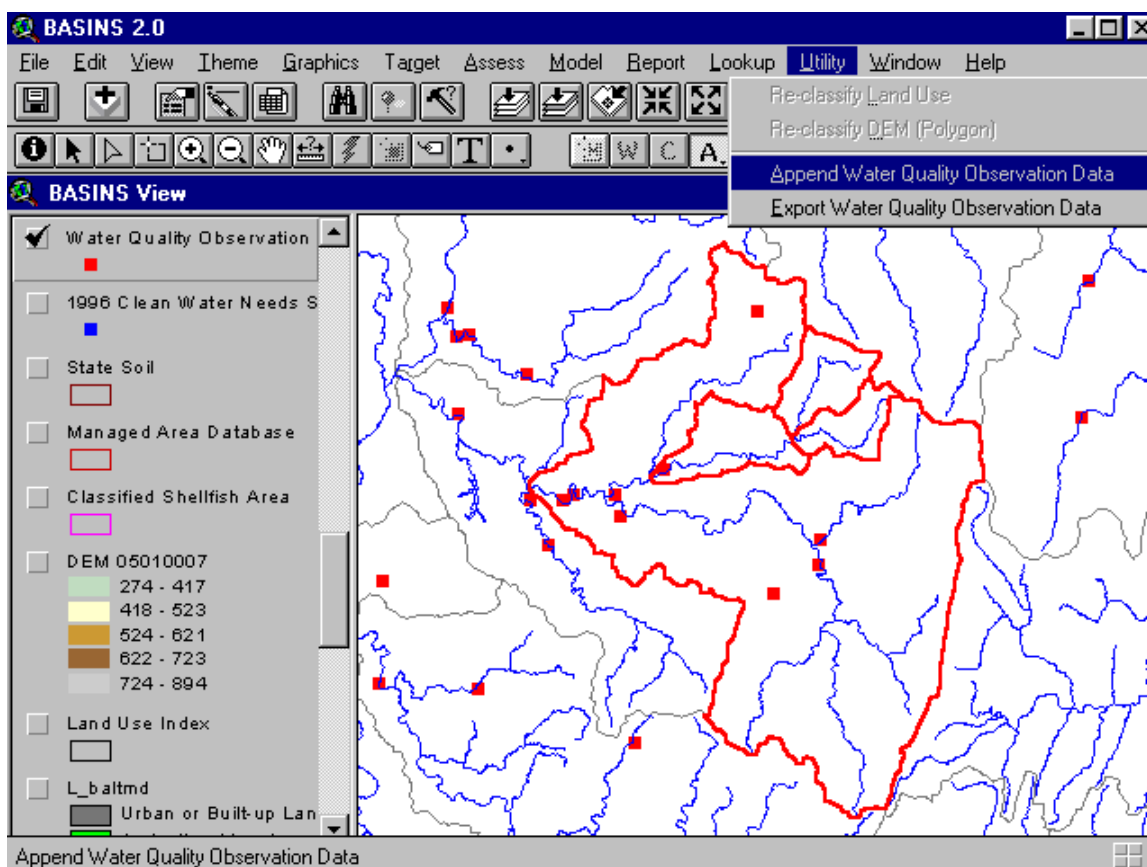 BASINS 2.0
File Edit View Theme Graphics Target Assess Model Report Lookup Utility Window Help
Re-classify Land Use
Re-classify DEM (Polygon)
Append Water Quality Observation Data
Export Water Quality Observation Data
T W C A
BASINS View
Water Quality Observation
1996 Clean Water Needs S
State Soil
Managed Area Database
Classified Shellfish Area
DEM 05010007
274 - 417
418 - 523
524 - 621
622 - 723
724 - 894
Land Use Index
L_baltmd
Urban or Built-up Lan
Append Water Quality Observation Data